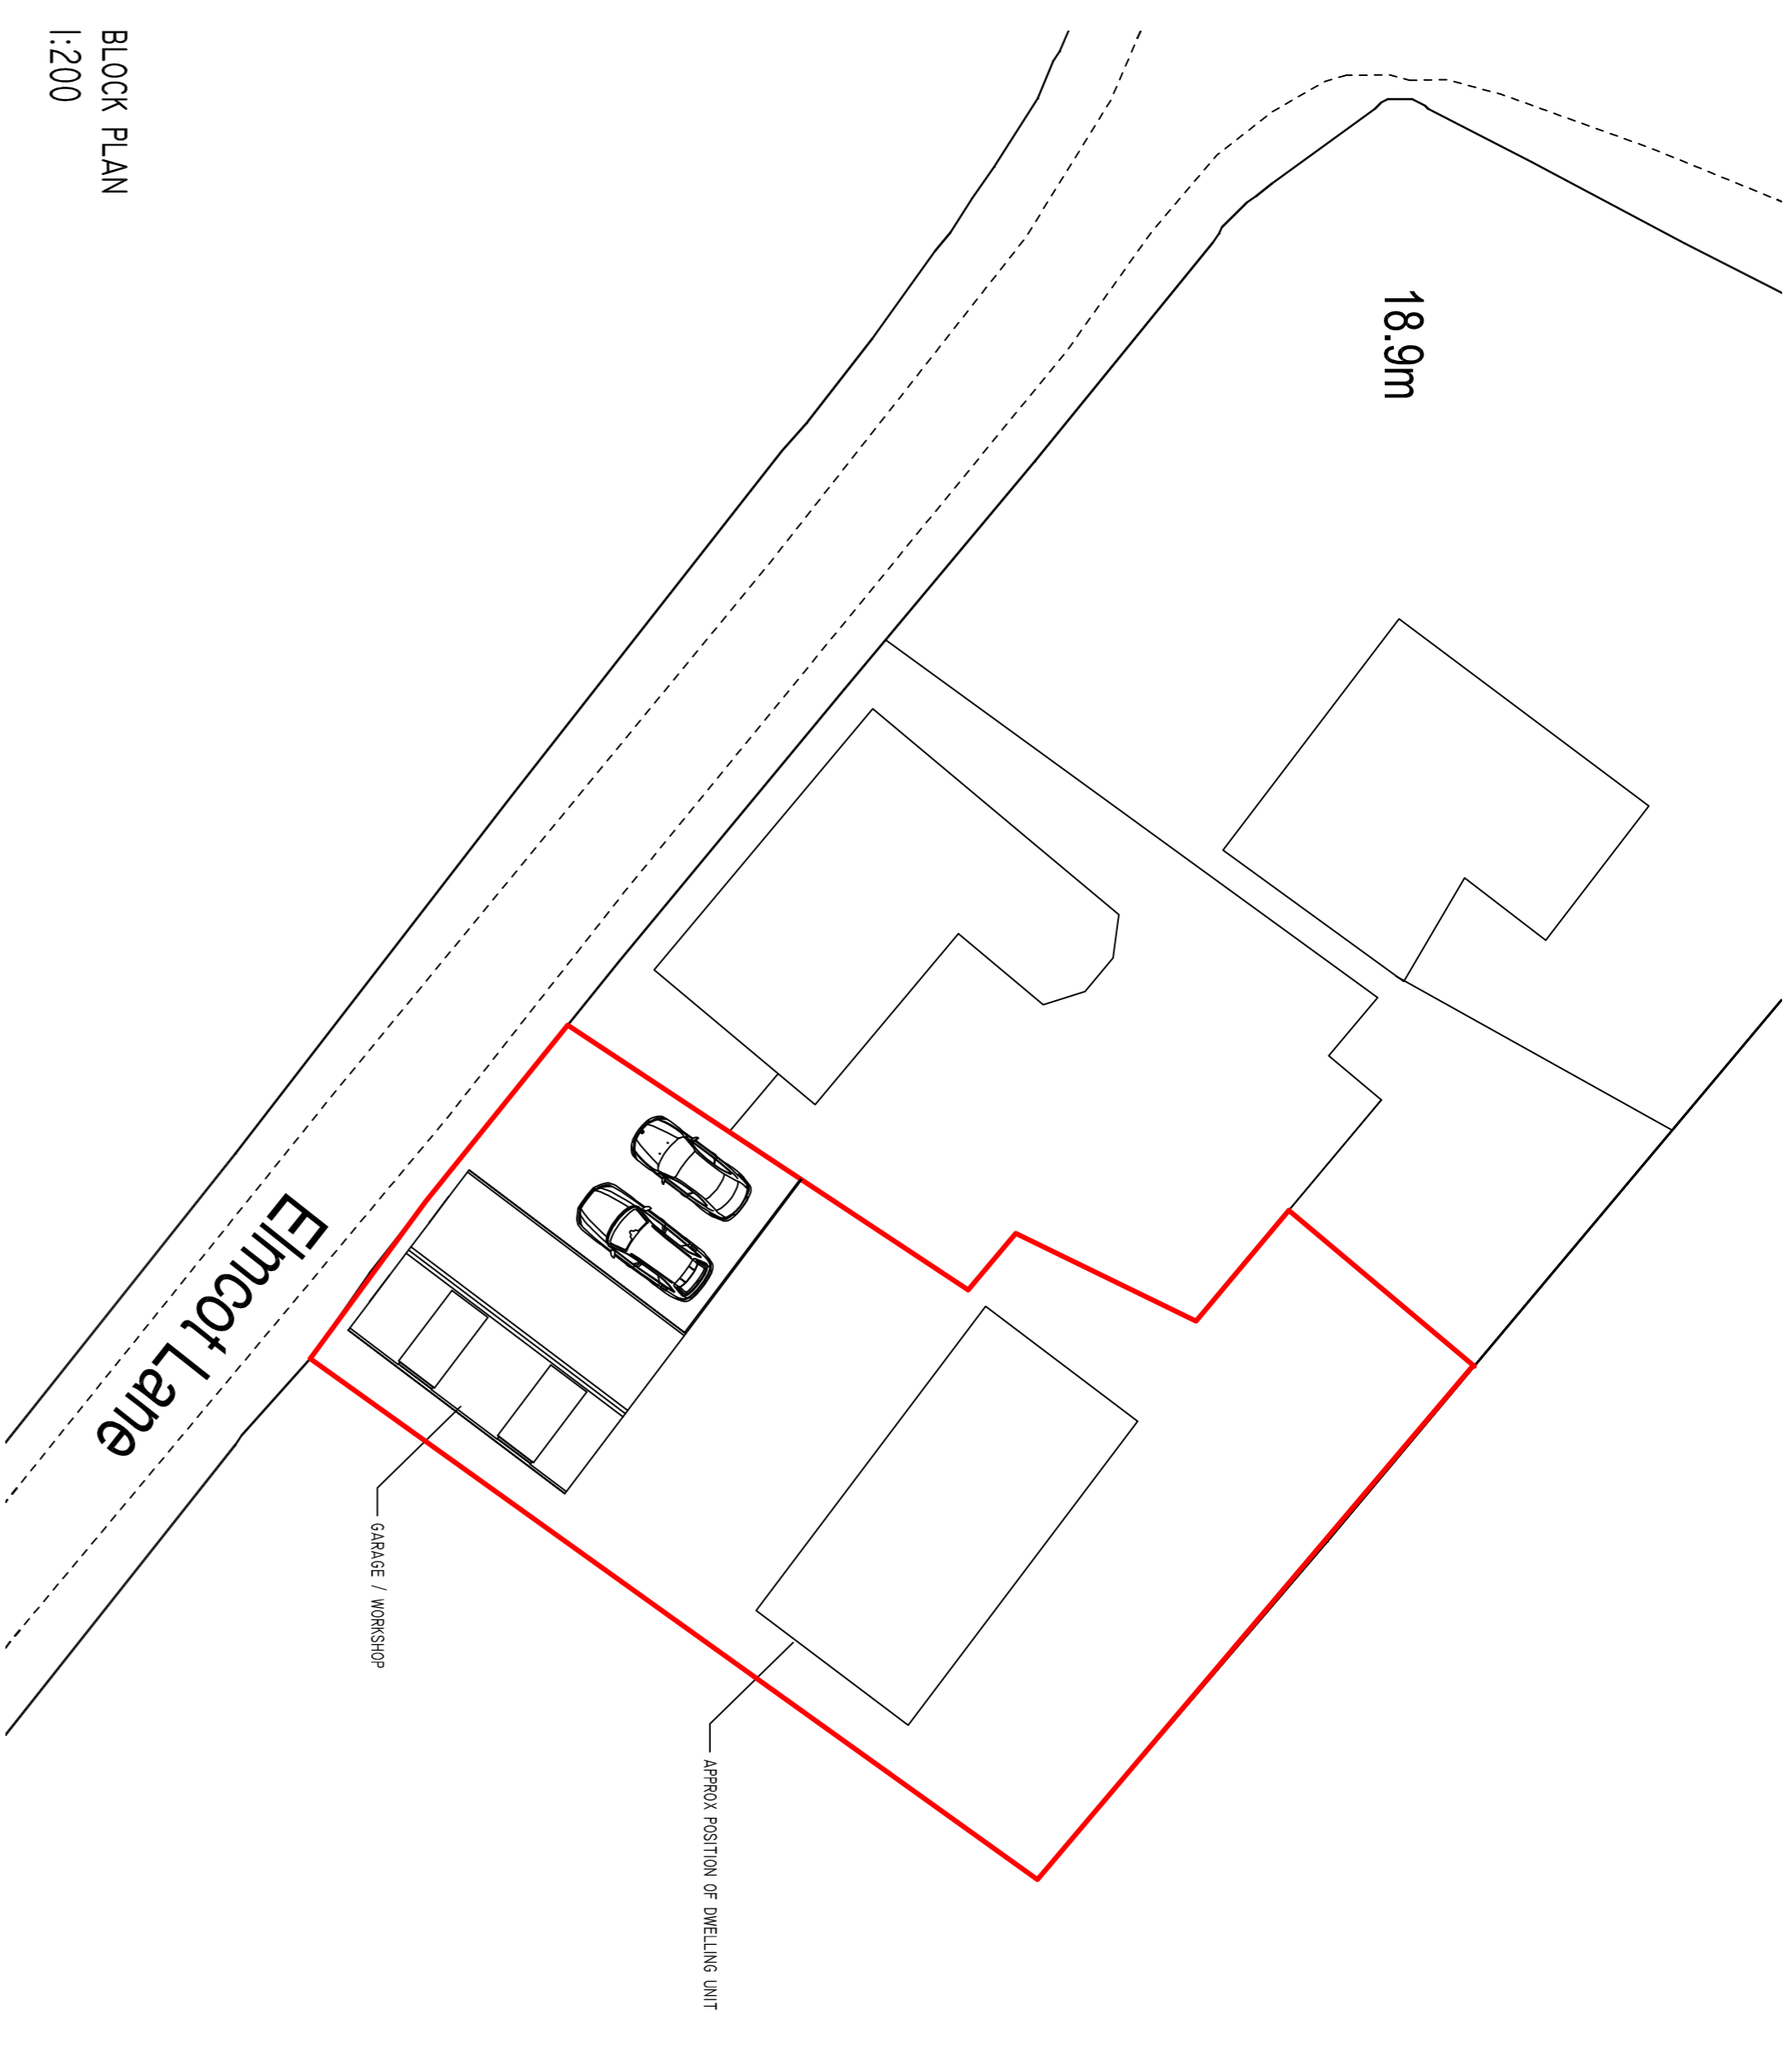 BLOCK PLAN
1:200
18.9m
Elmcot Lane
GARAGE / WORKSHOP
APPROX POSITION OF DWELLING UNIT